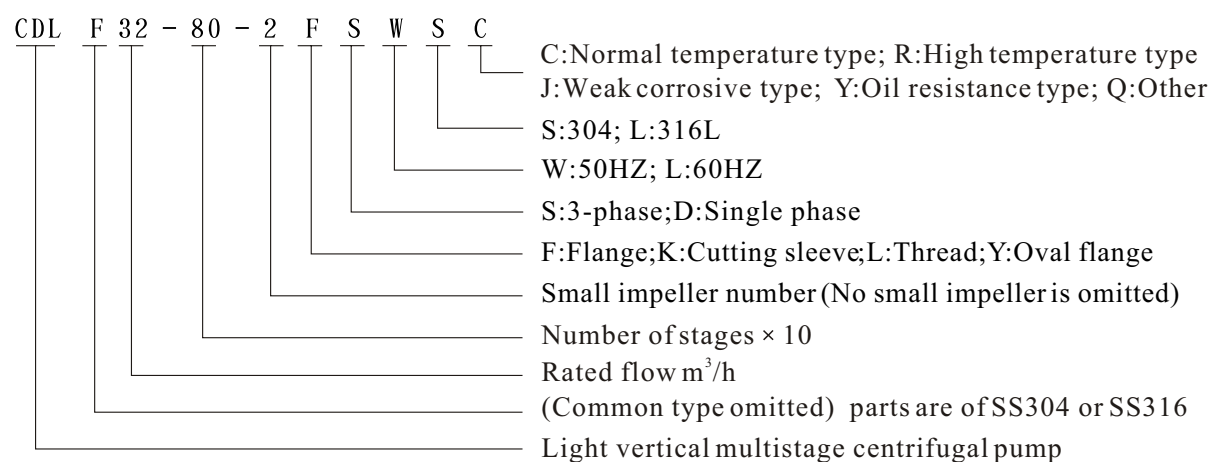 CDL F 32 - 80 - 2 F S W S C
C:Normal temperature type; R:High temperature type
J:Weak corrosive type; Y:Oil resistance type; Q:Other
S:304; L:316L
W:50HZ; L:60HZ
S:3-phase;D:Single phase
F:Flange;K:Cutting sleeve;L:Thread;Y:Oval flange
Small impeller number (No small impeller is omitted)
Number of stages × 10
Rated flow m³/h
(Common type omitted) parts are of SS304 or SS316
Light vertical multistage centrifugal pump